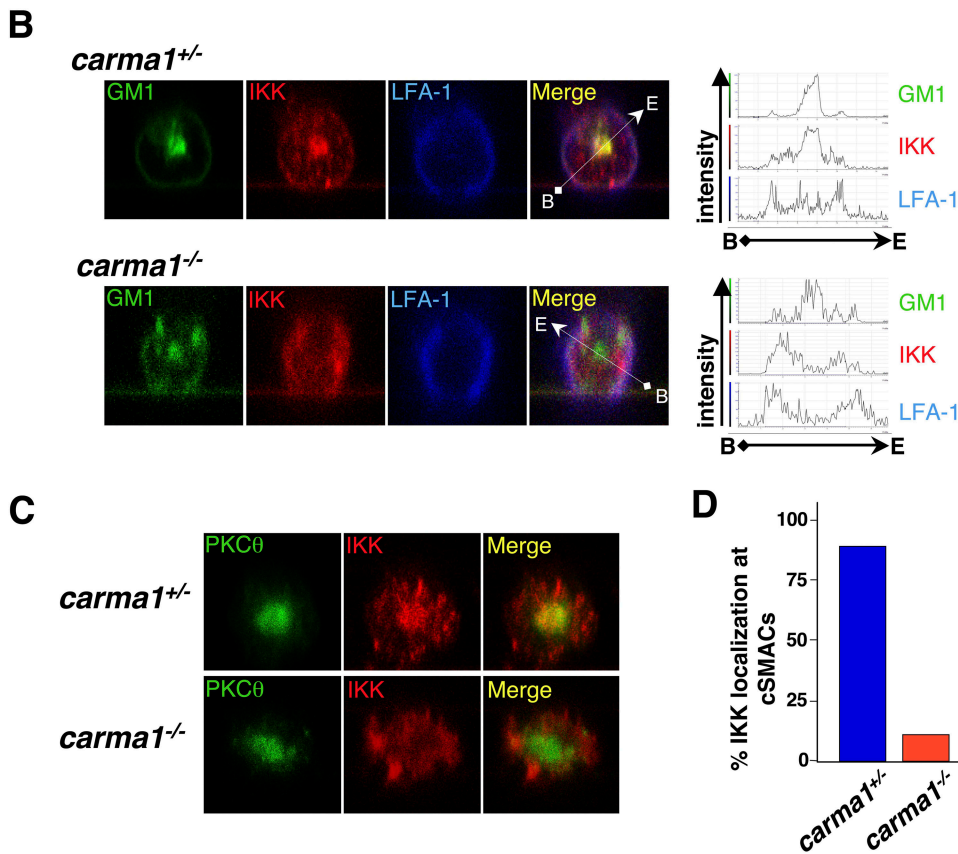 B
carma1+/-
GM1 IKK LFA-1 Merge
E
B
intensity
GM1
IKK
LFA-1
B E
carma1-/-
GM1 IKK LFA-1 Merge
E
B
intensity
GM1
IKK
LFA-1
B E
C
carma1+/-
PKCθ IKK Merge
carma1-/-
PKCθ IKK Merge
D
% IKK localization at
cSMACs
100
75
50
25
0
carma1+/-
carma1-/-